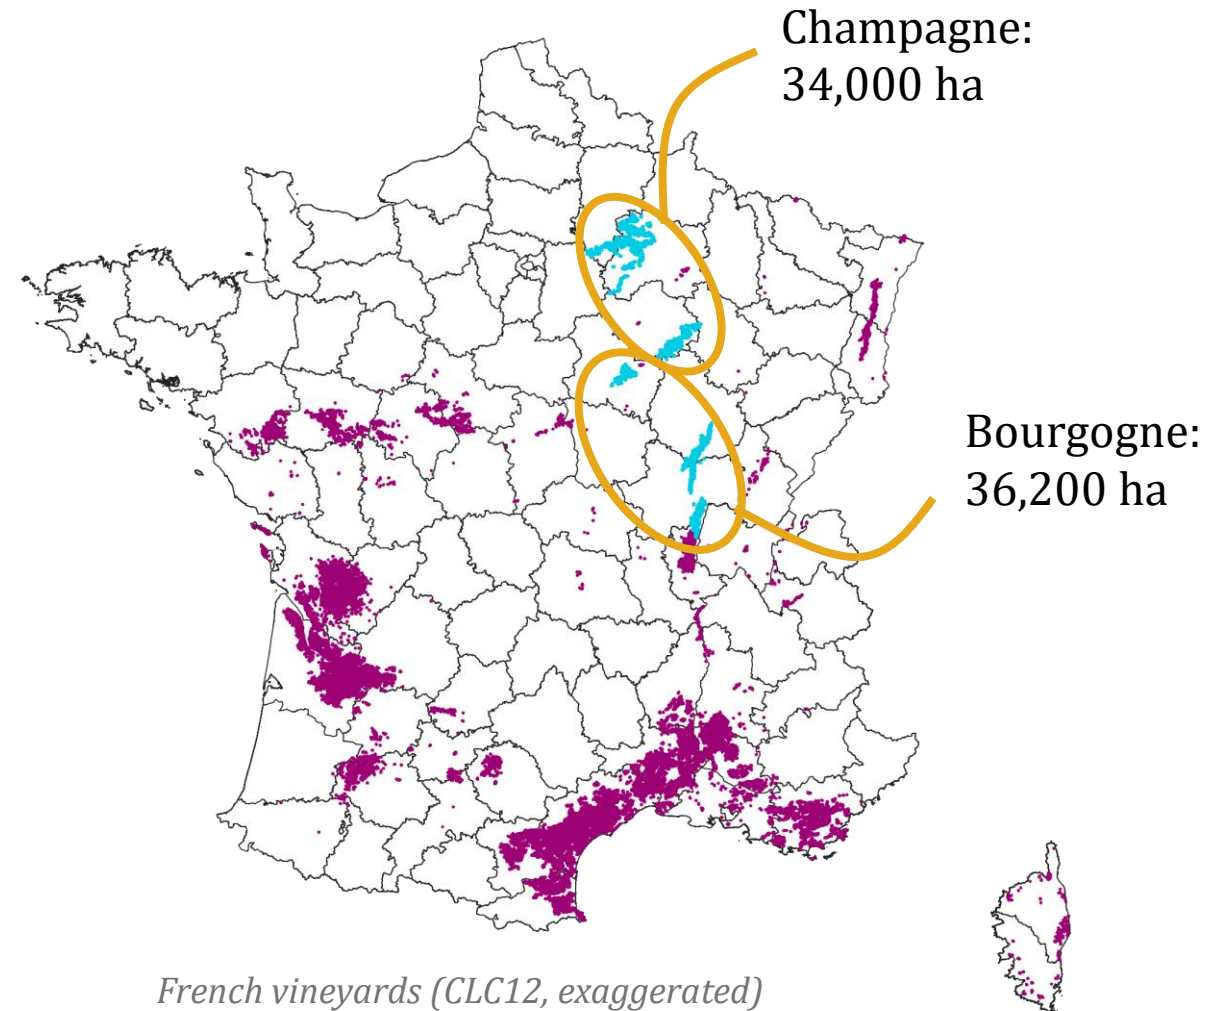 Champagne:
34,000 ha
Bourgogne:
36,200 ha
French vineyards (CLC12, exaggerated)